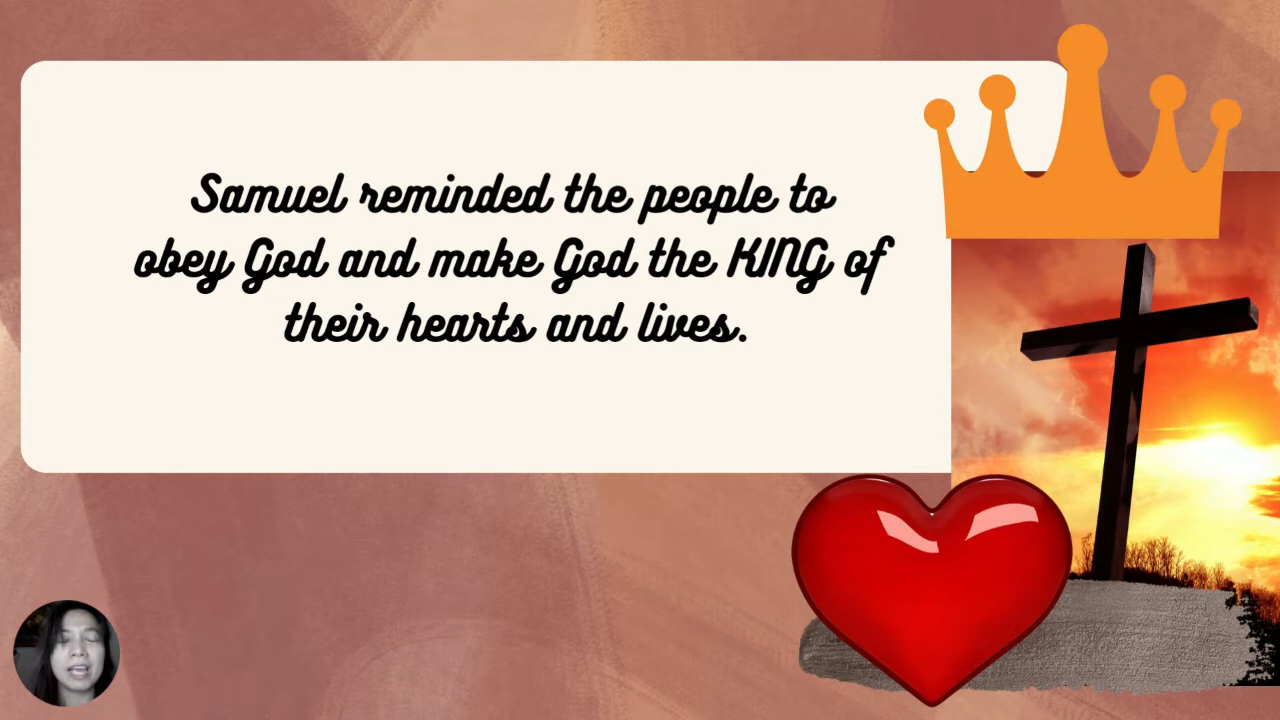 Samuel reminded the people to
obey God and make God the KING of
their hearts and lives.